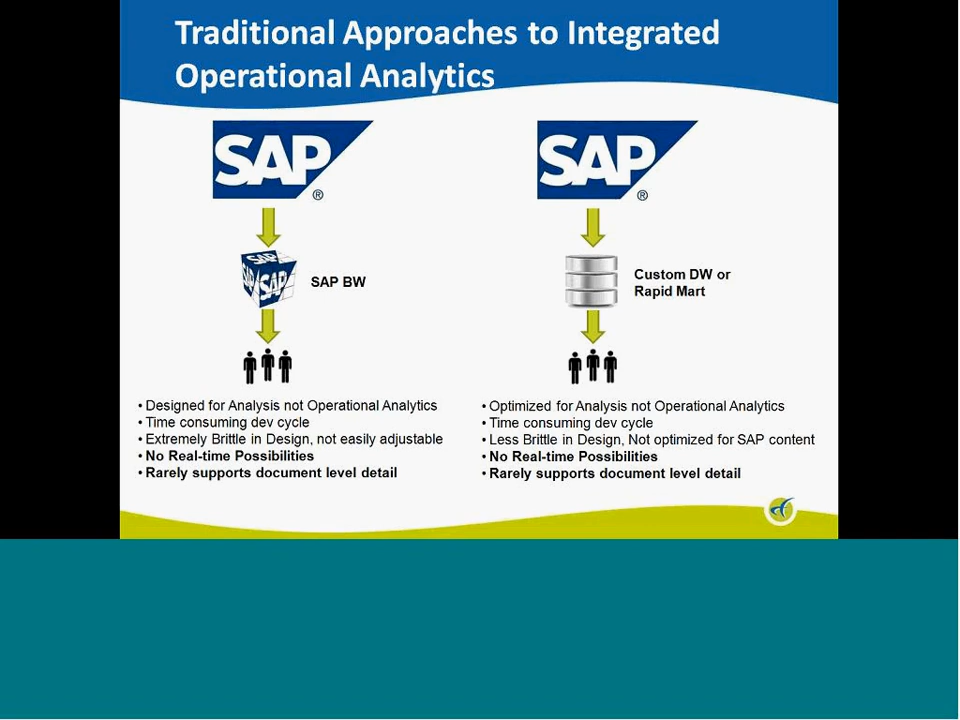 Traditional Approaches to Integrated
Operational Analytics
SAP
®
SAP
®
SAP
SAP
SAP
SAP BW
Custom DW or
Rapid Mart
• Designed for Analysis not Operational Analytics
• Time consuming dev cycle
• Extremely Brittle in Design, not easily adjustable
• No Real-time Possibilities
• Rarely supports document level detail
• Optimized for Analysis not Operational Analytics
• Time consuming dev cycle
• Less Brittle in Design, Not optimized for SAP content
• No Real-time Possibilities
• Rarely supports document level detail